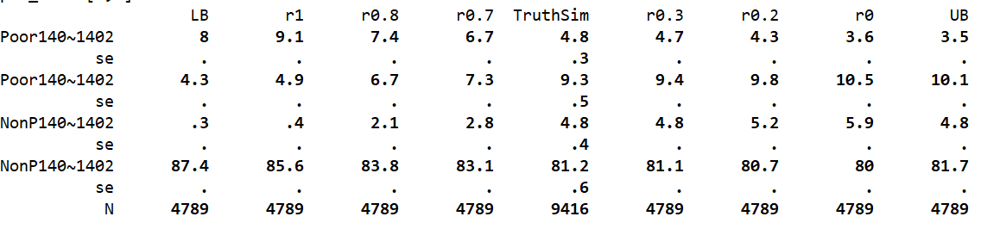 LB r1 r0.8 r0.7 TruthSim r0.3 r0.2 r0 UB
Poor140~1402 8 9.1 7.4 6.7 4.8 4.7 4.3 3.6 3.5
se . . . . .3 . . . .
Poor140~1402 4.3 4.9 6.7 7.3 9.3 9.4 9.8 10.5 10.1
se . . . . .5 . . . .
NonP140~1402 .3 .4 2.1 2.8 4.8 4.8 5.2 5.9 4.8
se . . . . .4 . . . .
NonP140~1402 87.4 85.6 83.8 83.1 81.2 81.1 80.7 80 81.7
se . . . . .6 . . . .
N 4789 4789 4789 4789 9416 4789 4789 4789 4789